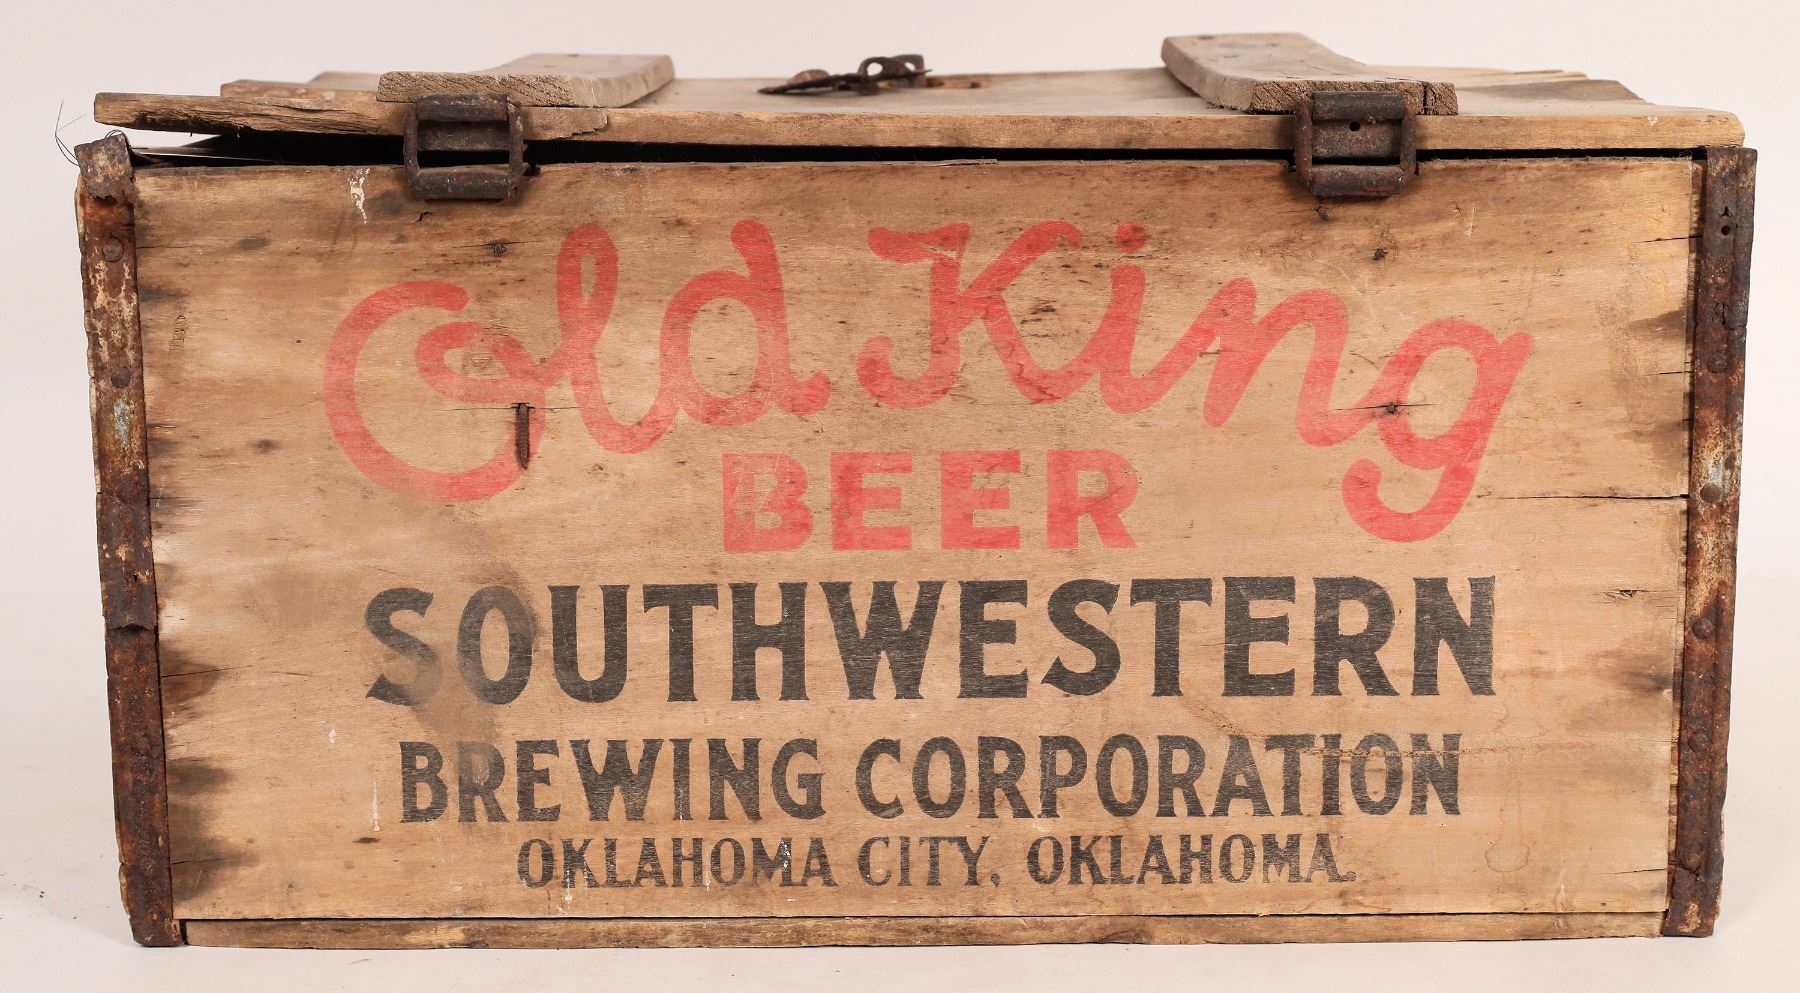 Old King
BEER
SOUTHWESTERN
BREWING CORPORATION
OKLAHOMA CITY, OKLAHOMA.